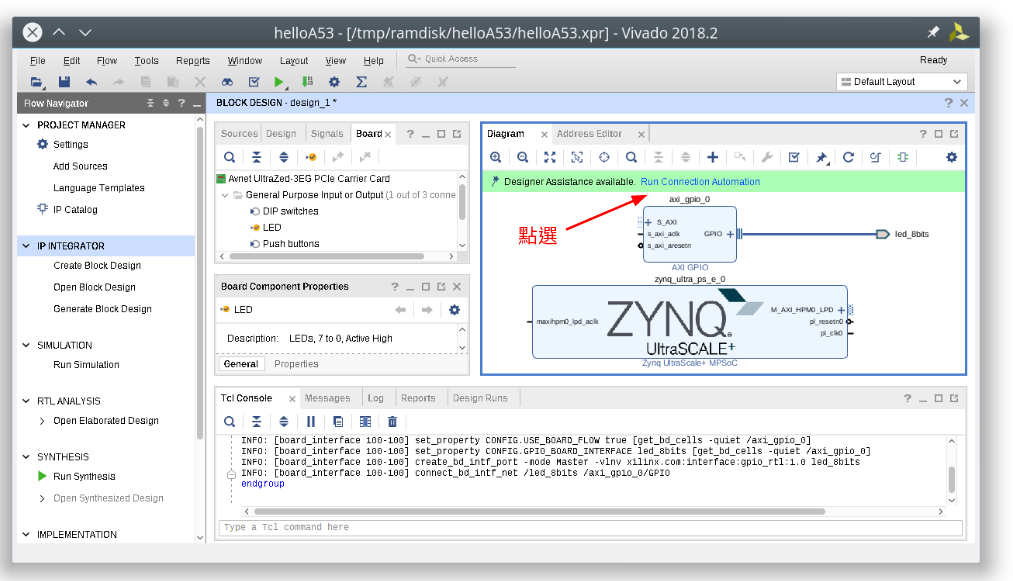 helloA53 - [/tmp/ramdisk/helloA53/helloA53.xpr] - Vivado 2018.2
File Edit Flow Tools Reports Window Layout View Help Quick Access Ready
Default Layout
Flow Navigator
PROJECT MANAGER
Settings
Add Sources
Language Templates
IP Catalog
IP INTEGRATOR
Create Block Design
Open Block Design
Generate Block Design
SIMULATION
Run Simulation
RTL ANALYSIS
Open Elaborated Design
SYNTHESIS
Run Synthesis
Open Synthesized Design
IMPLEMENTATION
BLOCK DESIGN - design_1 *
Sources Design Signals Board
Avnet UltraZed-3EG PCIe Carrier Card
General Purpose Input or Output (1 out of 3 conne
DIP switches
LED
Push buttons
Board Component Properties
LED
Description: LEDs, 7 to 0, Active High
General Properties
Diagram Address Editor
Designer Assistance available. Run Connection Automation
點選
axi_gpio_0
S_AXI
s_axi_aclk
s_axi_aresetn
GPIO
AXI GPIO
led_8bits
zynq_ultra_ps_e_0
maxihpm0_lpd_aclk
ZYNQ
UltraSCALE+
M_AXI_HPM0_LPD
pl_resetn0
pl_clk0
Zynq UltraScale+ MPSoC
Tcl Console Messages Log Reports Design Runs
INFO: [board_interface 100-100] set_property CONFIG.USE_BOARD_FLOW true [get_bd_cells -quiet /axi_gpio_0]
INFO: [board_interface 100-100] set_property CONFIG.GPIO_BOARD_INTERFACE led_8bits [get_bd_cells -quiet /axi_gpio_0]
INFO: [board_interface 100-100] create_bd_intf_port -mode Master -vlnv xilinx.com:interface:gpio_rtl:1.0 led_8bits
INFO: [board_interface 100-100] connect_bd_intf_net /led_8bits /axi_gpio_0/GPIO
endgroup
Type a Tcl command here